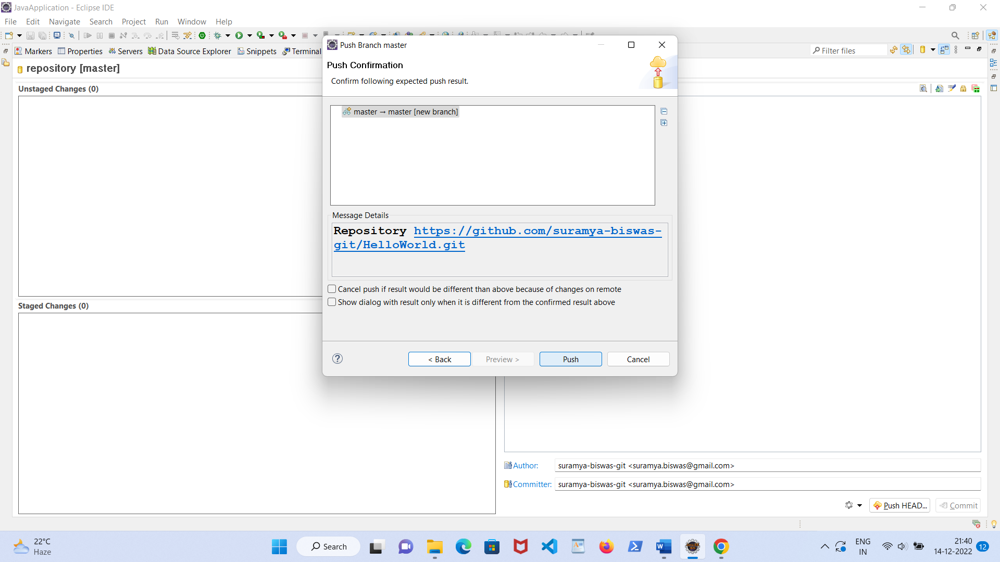 JavaApplication - Eclipse IDE
File Edit Navigate Search Project Run Window Help
Markers Properties Servers Data Source Explorer Snippets Terminal
Filter files
repository [master]
Unstaged Changes (0)
Staged Changes (0)
Push Branch master
Push Confirmation
Confirm following expected push result.
master → master [new branch]
Message Details
Repository https://github.com/suramya-biswas-
git/HelloWorld.git
Cancel push if result would be different than above because of changes on remote
Show dialog with result only when it is different from the confirmed result above
< Back Preview > Push Cancel
Author: suramya-biswas-git <suramya.biswas@gmail.com>
Committer: suramya-biswas-git <suramya.biswas@gmail.com>
Push HEAD... Commit
22°C
Haze
Search
ENG
IN
21:40
14-12-2022
12